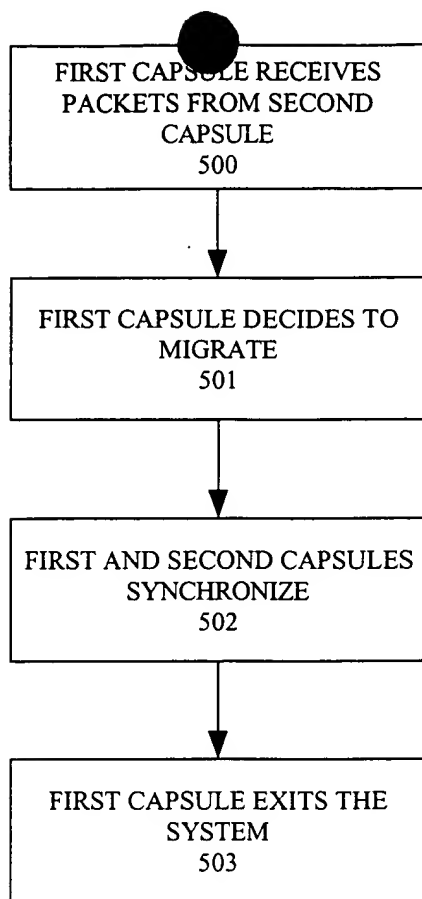 FIRST CAPSULE RECEIVES
PACKETS FROM SECOND
CAPSULE
500
FIRST CAPSULE DECIDES TO
MIGRATE
501
FIRST AND SECOND CAPSULES
SYNCHRONIZE
502
FIRST CAPSULE EXITS THE
SYSTEM
503